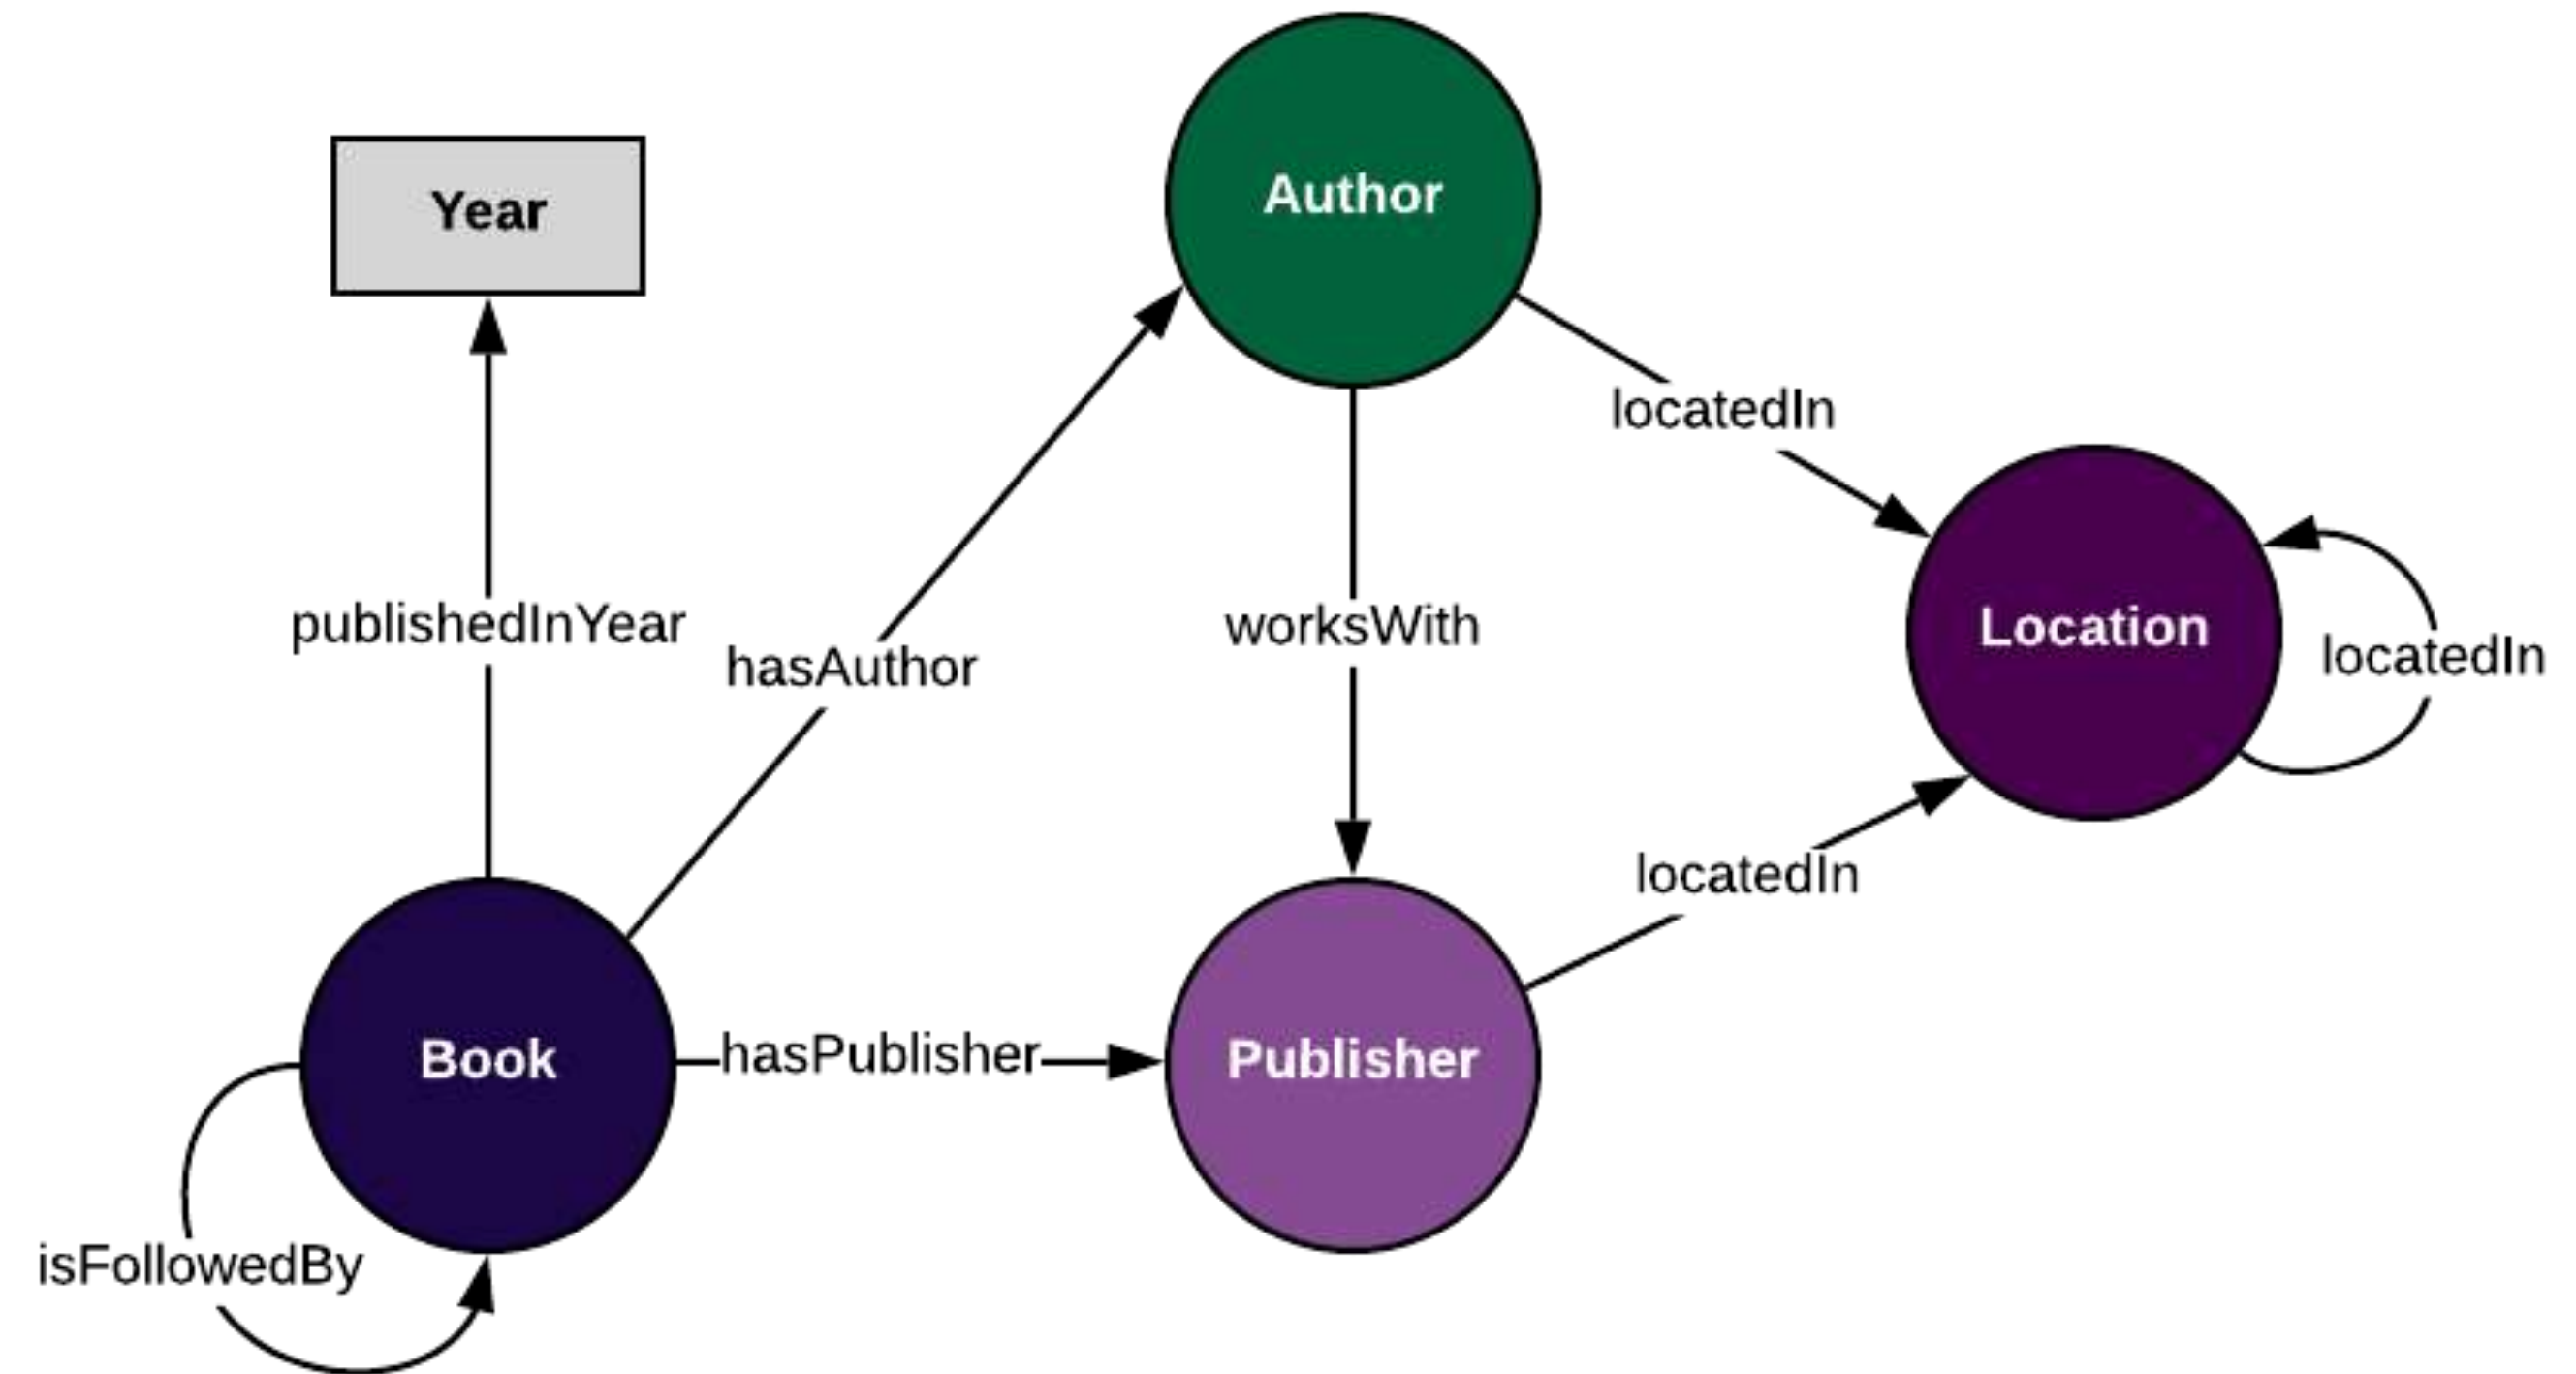 Author
Year
locatedIn
publishedInYear
hasAuthor
worksWith
Location
locatedIn
locatedIn
Book
hasPublisher
Publisher
isFollowedBy